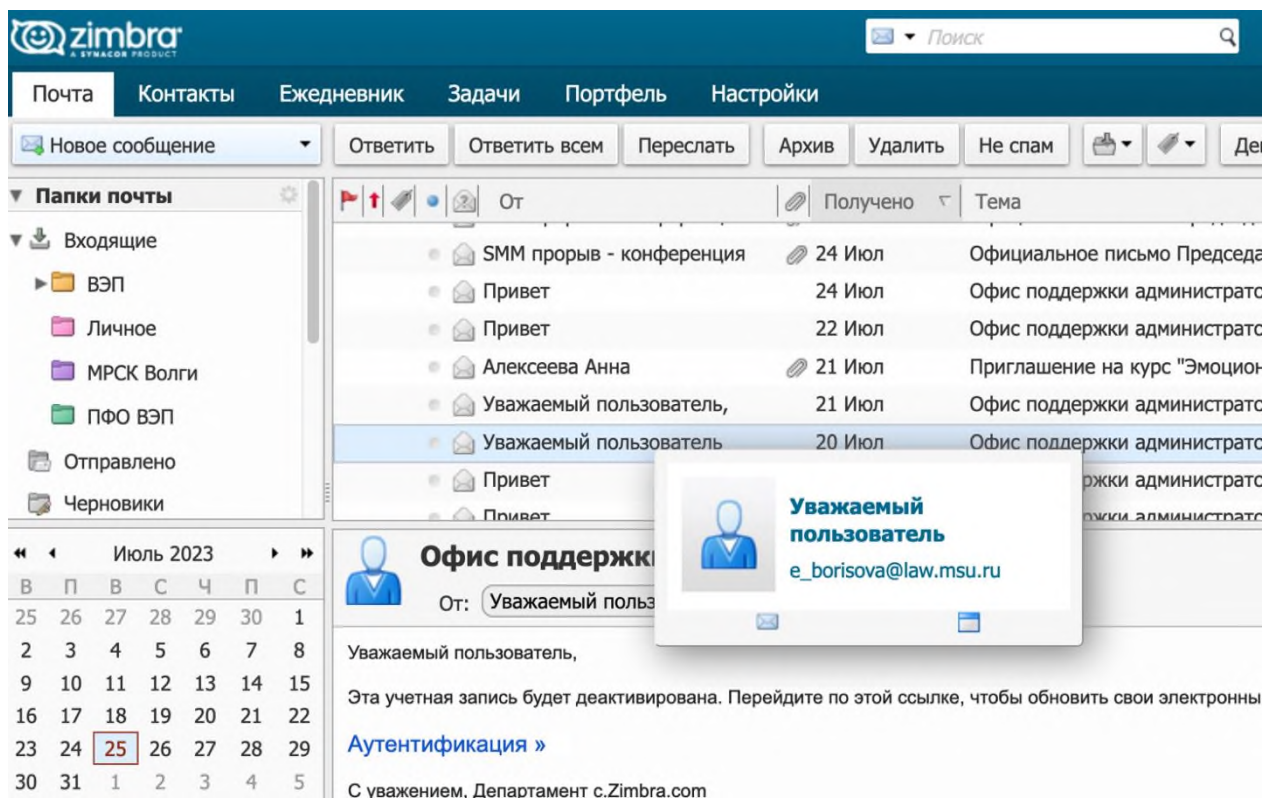 zimbra
A SYNACOR PRODUCT
Поиск
Почта Контакты Ежедневник Задачи Портфель Настройки
Новое сообщение Ответить Ответить всем Переслать Архив Удалить Не спам
Папки почты
От Получено Тема
Входящие
SMM прорыв - конференция 24 Июл Официальное письмо Председа
ВЭП
Привет 24 Июл Офис поддержки администрато
Личное
Привет 22 Июл Офис поддержки администрато
МРСК Волги
Алексеева Анна 21 Июл Приглашение на курс "Эмоцион
ПФО ВЭП
Уважаемый пользователь, 21 Июл Офис поддержки администрато
Уважаемый пользователь 20 Июл Офис поддержки администрато
Отправлено
Привет ржки администрато
Черновики
Привет ржки администрато
Уважаемый
пользователь
e_borisova@law.msu.ru
Июль 2023
В П В С Ч П С
25 26 27 28 29 30 1
2 3 4 5 6 7 8
9 10 11 12 13 14 15
16 17 18 19 20 21 22
23 24 25 26 27 28 29
30 31 1 2 3 4 5
Офис поддержки
От: Уважаемый польз
Уважаемый пользователь,
Эта учетная запись будет деактивирована. Перейдите по этой ссылке, чтобы обновить свои электронны
Аутентификация »
С уважением, Департамент с.Zimbra.com